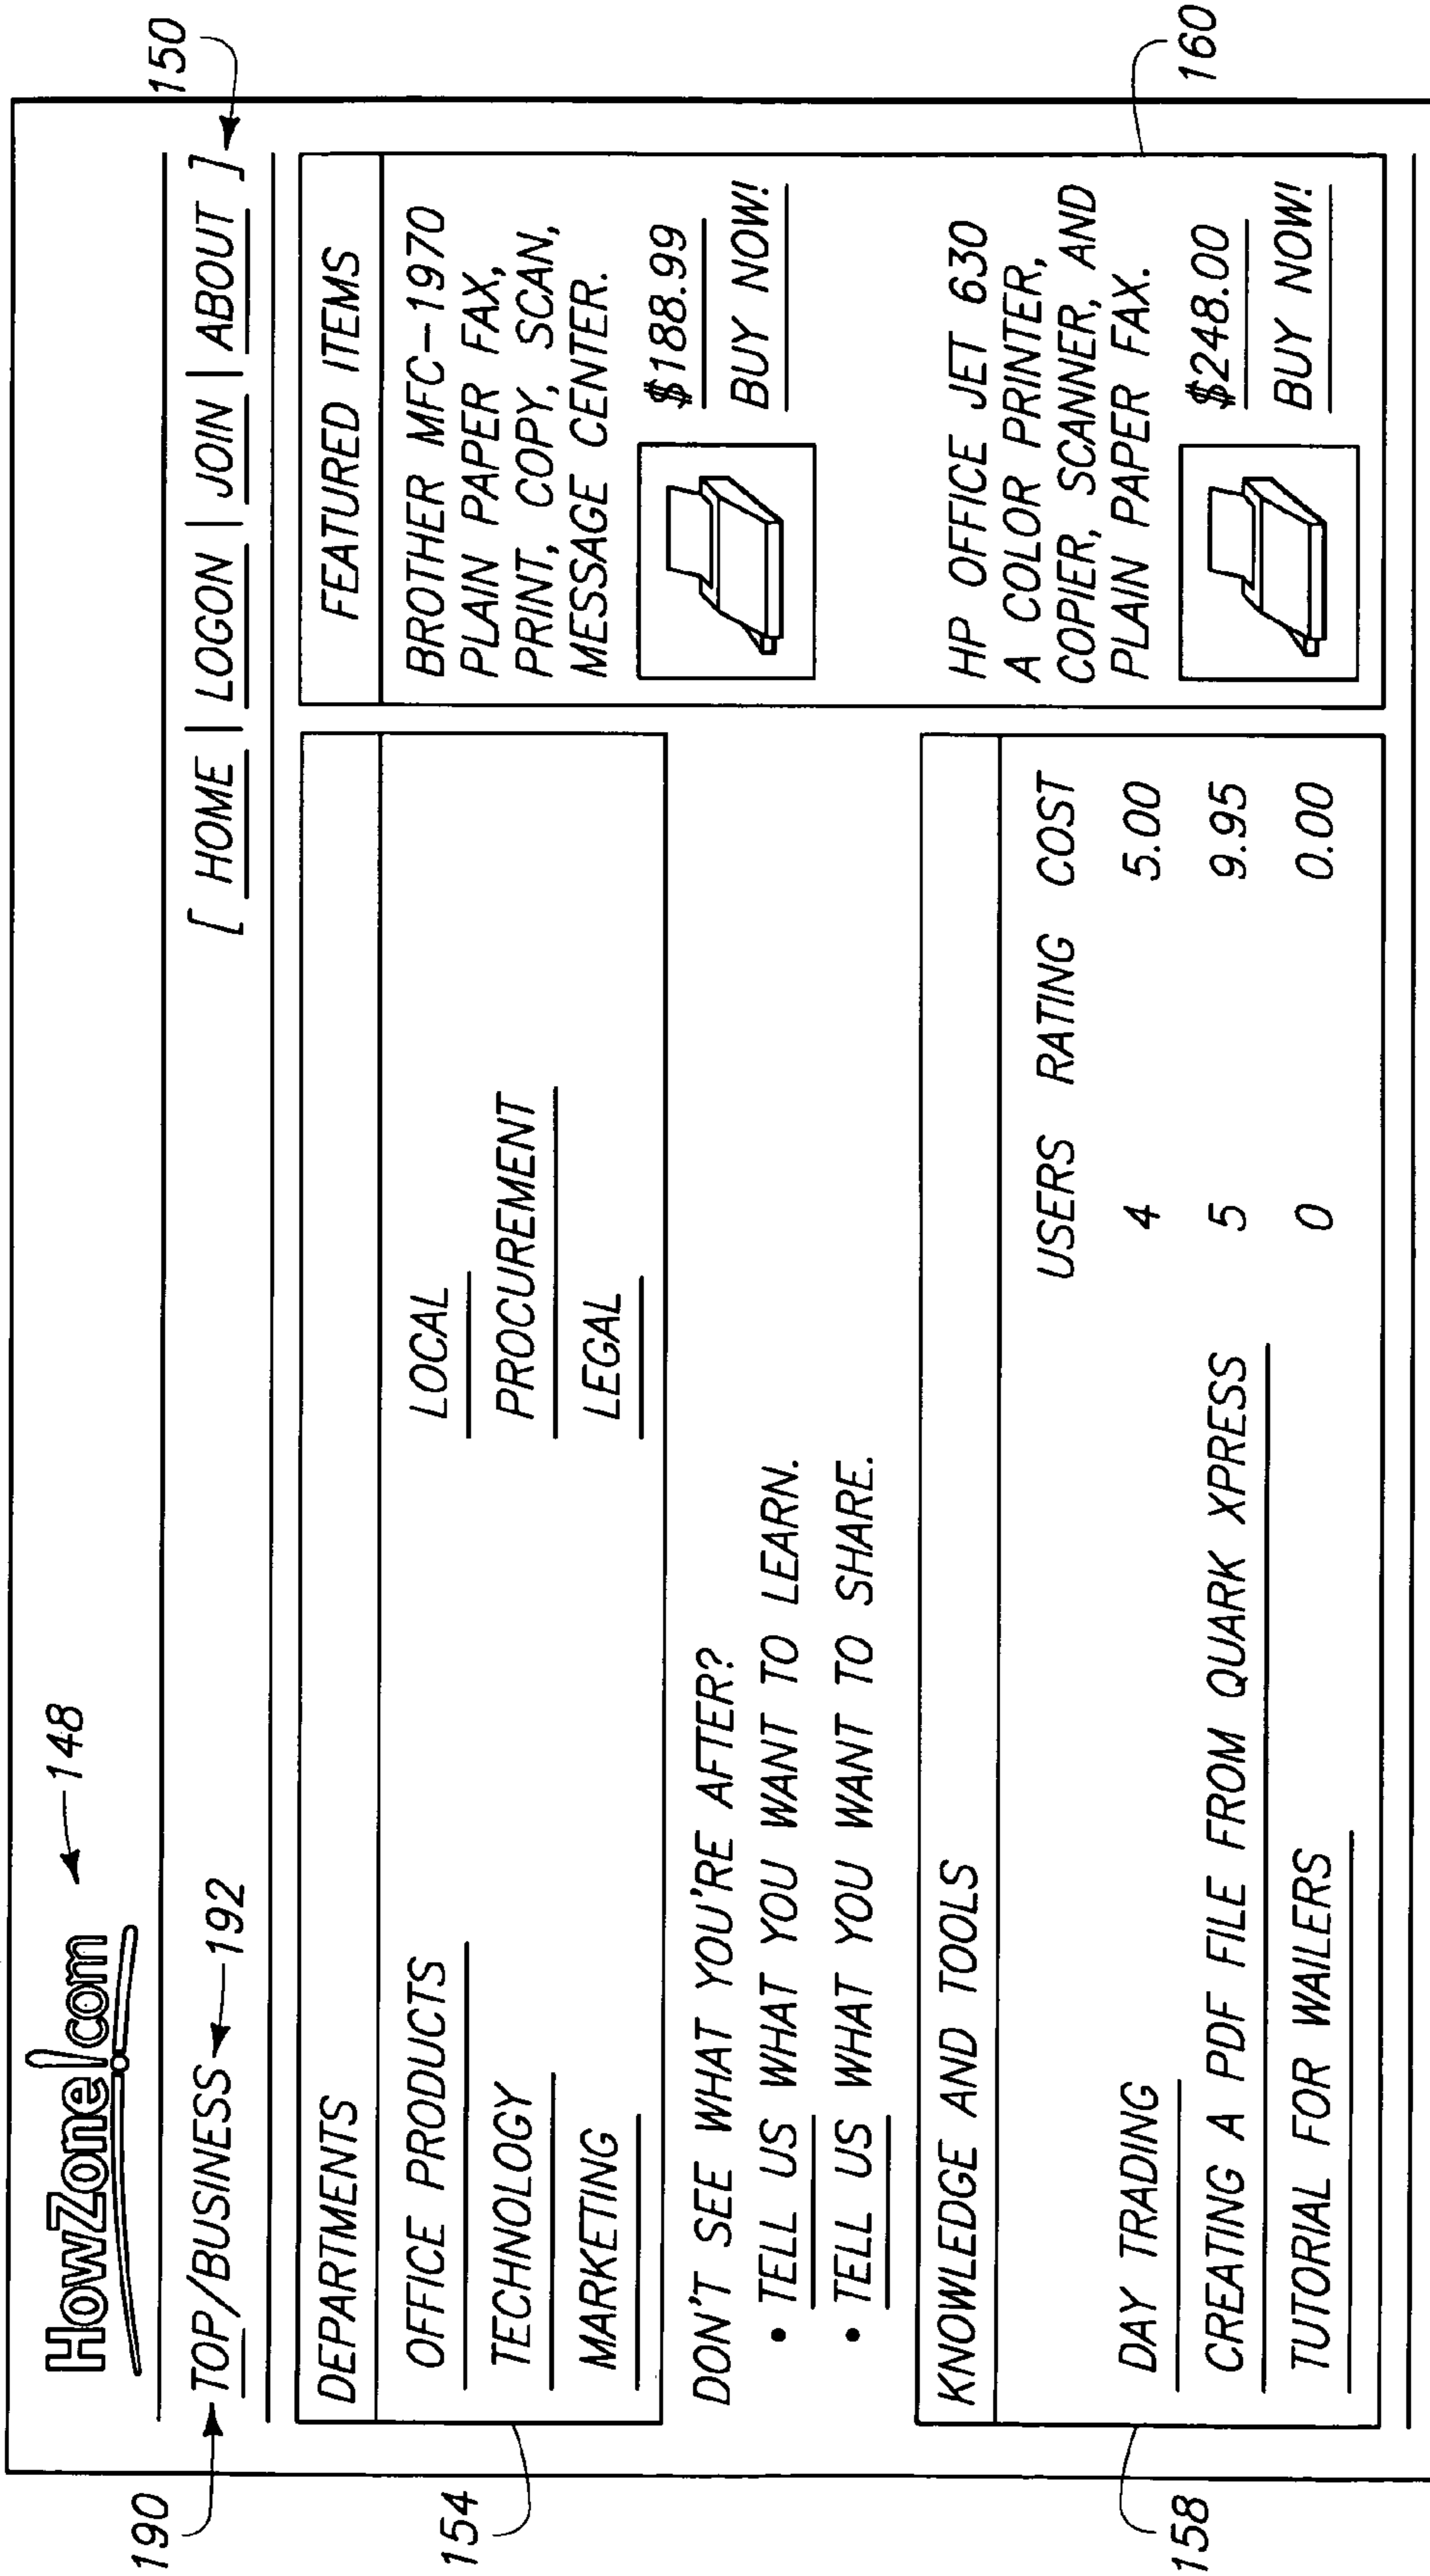 HowZone.com
148
190
TOP/BUSINESS
192
[ HOME | LOGON | JOIN | ABOUT ]
150
DEPARTMENTS
OFFICE PRODUCTS LOCAL
TECHNOLOGY PROCUREMENT
MARKETING LEGAL
154
DON'T SEE WHAT YOU'RE AFTER?
• TELL US WHAT YOU WANT TO LEARN.
• TELL US WHAT YOU WANT TO SHARE.
KNOWLEDGE AND TOOLS
USERS RATING COST
DAY TRADING 4 5.00
CREATING A PDF FILE FROM QUARK XPRESS 5 9.95
TUTORIAL FOR WAILERS 0 0.00
158
FEATURED ITEMS
BROTHER MFC-1970
PLAIN PAPER FAX,
PRINT, COPY, SCAN,
MESSAGE CENTER.
$188.99
BUY NOW!
HP OFFICE JET 630
A COLOR PRINTER,
COPIER, SCANNER, AND
PLAIN PAPER FAX.
$248.00
BUY NOW!
160